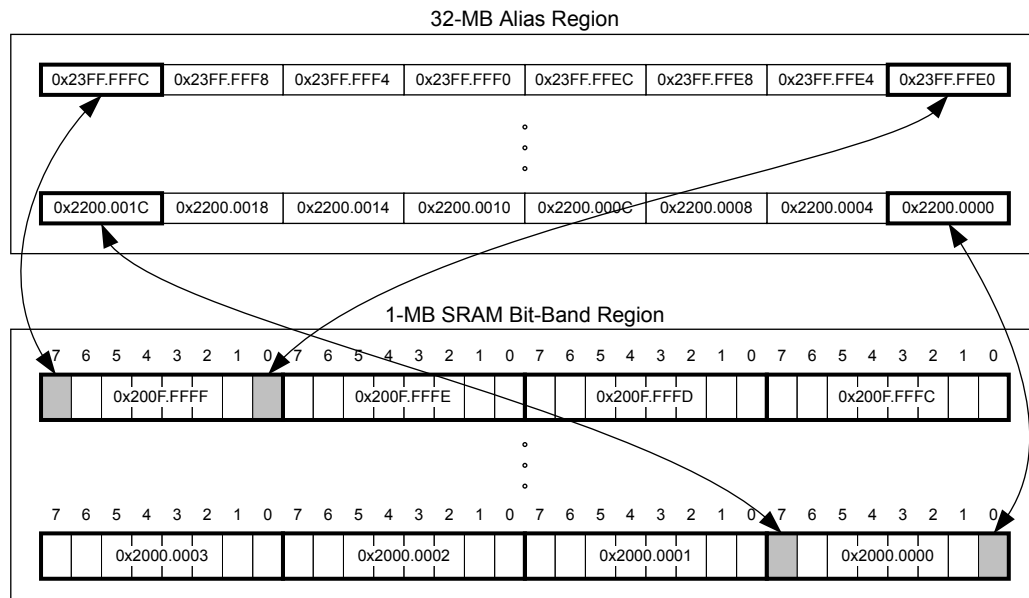 32-MB Alias Region
0x23FF.FFFC 0x23FF.FFF8 0x23FF.FFF4 0x23FF.FFF0 0x23FF.FFEC 0x23FF.FFE8 0x23FF.FFE4 0x23FF.FFE0
0x2200.001C 0x2200.0018 0x2200.0014 0x2200.0010 0x2200.000C 0x2200.0008 0x2200.0004 0x2200.0000
1-MB SRAM Bit-Band Region
7 6 5 4 3 2 1 0 7 6 5 4 3 2 1 0 7 6 5 4 3 2 1 0 7 6 5 4 3 2 1 0
0x200F.FFFF 0x200F.FFFE 0x200F.FFFD 0x200F.FFFC
7 6 5 4 3 2 1 0 7 6 5 4 3 2 1 0 7 6 5 4 3 2 1 0 7 6 5 4 3 2 1 0
0x2000.0003 0x2000.0002 0x2000.0001 0x2000.0000